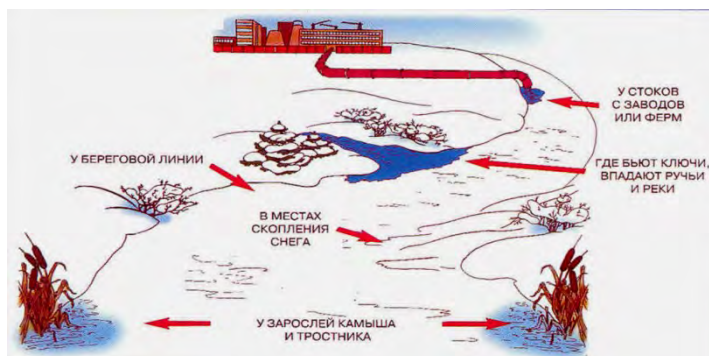 У СТОКОВ
С ЗАВОДОВ
ИЛИ ФЕРМ
У БЕРЕГОВОЙ ЛИНИИ
ГДЕ БЬЮТ КЛЮЧИ,
ВПАДАЮТ РУЧЬИ
И РЕКИ
В МЕСТАХ
СКОПЛЕНИЯ
СНЕГА
У ЗАРОСЛЕЙ КАМЫША
И ТРОСТНИКА